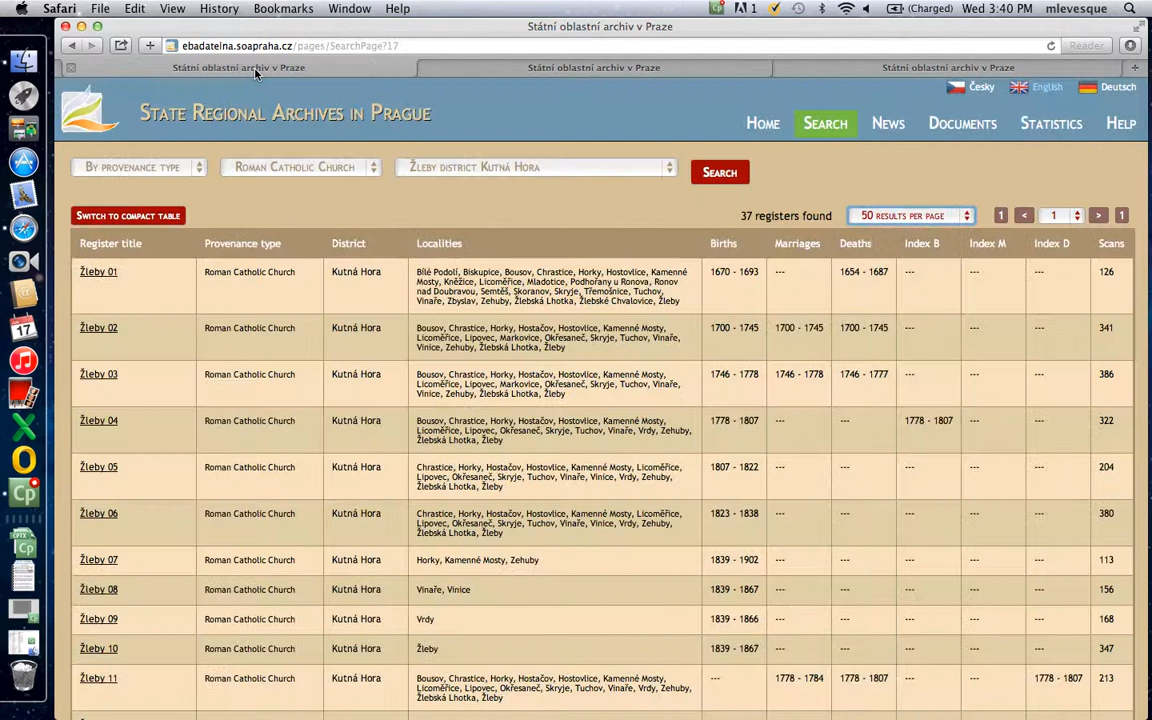 Safari File Edit View History Bookmarks Window Help 1 (Charged) Wed 3:40 PM mlevesque
Státní oblastní archiv v Praze
ebadatelna.soapraha.cz/pages/SearchPage?17 Reader
Státní oblastní archiv v Praze Státní oblastní archiv v Praze Státní oblastní archiv v Praze
Česky English Deutsch
STATE REGIONAL ARCHIVES IN PRAGUE
HOME SEARCH NEWS DOCUMENTS STATISTICS HELP
BY PROVENANCE TYPE ROMAN CATHOLIC CHURCH ŽLEBY DISTRICT KUTNÁ HORA SEARCH
SWITCH TO COMPACT TABLE 37 registers found 50 RESULTS PER PAGE 1 < 1 > 1
Register title Provenance type District Localities Births Marriages Deaths Index B Index M Index D Scans
Žleby 01 Roman Catholic Church Kutná Hora Bílé Podolí, Biskupice, Bousov, Chrastice, Horky, Hostovlice, Kamenné 1670 - 1693 --- 1654 - 1687 --- --- --- 126
Mosty, Kněžice, Licoměřice, Mladotice, Podhořany u Ronova, Ronov
nad Doubravou, Semtěš, Skoranov, Skryje, Třemošnice, Tuchov,
Vinaře, Zbyslav, Zehuby, Žlebská Lhotka, Žlebské Chvalovice, Žleby
Žleby 02 Roman Catholic Church Kutná Hora Bousov, Chrastice, Horky, Hostačov, Hostovlice, Kamenné Mosty, 1700 - 1745 1700 - 1745 1700 - 1745 --- --- --- 341
Licoměřice, Lipovec, Markovice, Okřesaneč, Skryje, Tuchov, Vinaře,
Vinice, Zehuby, Žlebská Lhotka, Žleby
Žleby 03 Roman Catholic Church Kutná Hora Bousov, Chrastice, Horky, Hostačov, Hostovlice, Kamenné Mosty, 1746 - 1778 1746 - 1778 1746 - 1777 --- --- --- 386
Licoměřice, Lipovec, Markovice, Okřesaneč, Skryje, Tuchov, Vinaře,
Vinice, Zehuby, Žlebská Lhotka, Žleby
Žleby 04 Roman Catholic Church Kutná Hora Bousov, Chrastice, Horky, Hostačov, Hostovlice, Kamenné Mosty, 1778 - 1807 --- --- 1778 - 1807 --- --- 322
Licoměřice, Lipovec, Okřesaneč, Skryje, Tuchov, Vinaře, Vrdy, Zehuby,
Žlebská Lhotka, Žleby
Žleby 05 Roman Catholic Church Kutná Hora Chrastice, Horky, Hostačov, Hostovlice, Kamenné Mosty, Licoměřice, 1807 - 1822 --- --- --- --- --- 204
Lipovec, Okřesaneč, Skryje, Tuchov, Vinaře, Vinice, Vrdy, Zehuby,
Žlebská Lhotka, Žleby
Žleby 06 Roman Catholic Church Kutná Hora Chrastice, Horky, Hostačov, Hostovlice, Kamenné Mosty, Licoměřice, 1823 - 1838 --- --- --- --- --- 380
Lipovec, Okřesaneč, Skryje, Tuchov, Vinaře, Vinice, Vrdy, Zehuby,
Žlebská Lhotka, Žleby
Žleby 07 Roman Catholic Church Kutná Hora Horky, Kamenné Mosty, Zehuby 1839 - 1902 --- --- --- --- --- 113
Žleby 08 Roman Catholic Church Kutná Hora Vinaře, Vinice 1839 - 1867 --- --- --- --- --- 156
Žleby 09 Roman Catholic Church Kutná Hora Vrdy 1839 - 1866 --- --- --- --- --- 168
Žleby 10 Roman Catholic Church Kutná Hora Žleby 1839 - 1867 --- --- --- --- --- 347
Žleby 11 Roman Catholic Church Kutná Hora Bousov, Chrastice, Horky, Hostačov, Hostovlice, Kamenné Mosty, --- 1778 - 1784 1778 - 1807 --- --- 1778 - 1807 213
Licoměřice, Lipovec, Okřesaneč, Skryje, Tuchov, Vinaře, Vrdy, Zehuby,
Žlebská Lhotka, Žleby
17
Cp
Cp